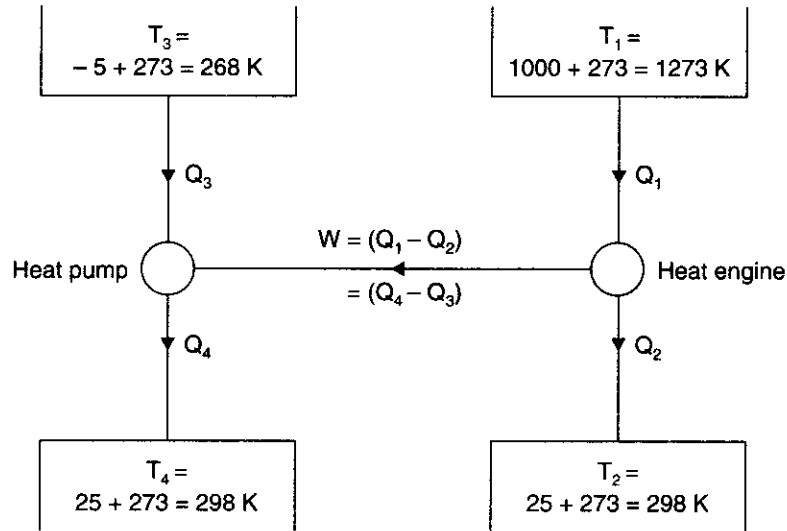 T₃ =
– 5 + 273 = 268 K
T₁ =
1000 + 273 = 1273 K
Q₃
Q₁
W = (Q₁ – Q₂)
Heat pump
Heat engine
= (Q₄ – Q₃)
Q₄
Q₂
T₄ =
25 + 273 = 298 K
T₂ =
25 + 273 = 298 K